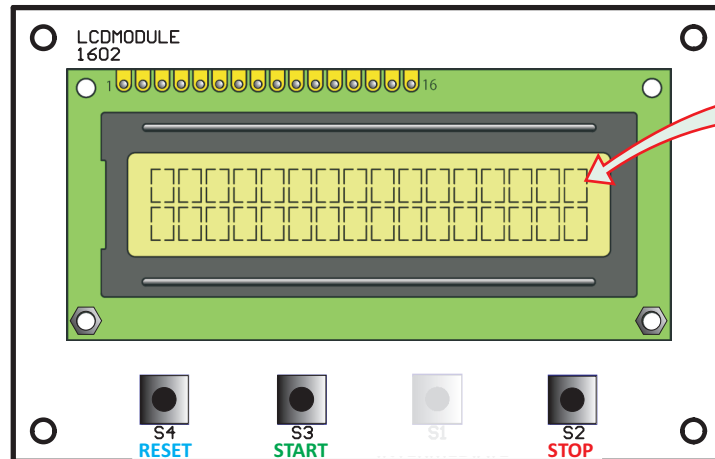 LCDMODULE
1602
1 16
S4 S3 S1 S2
RESET START STOP